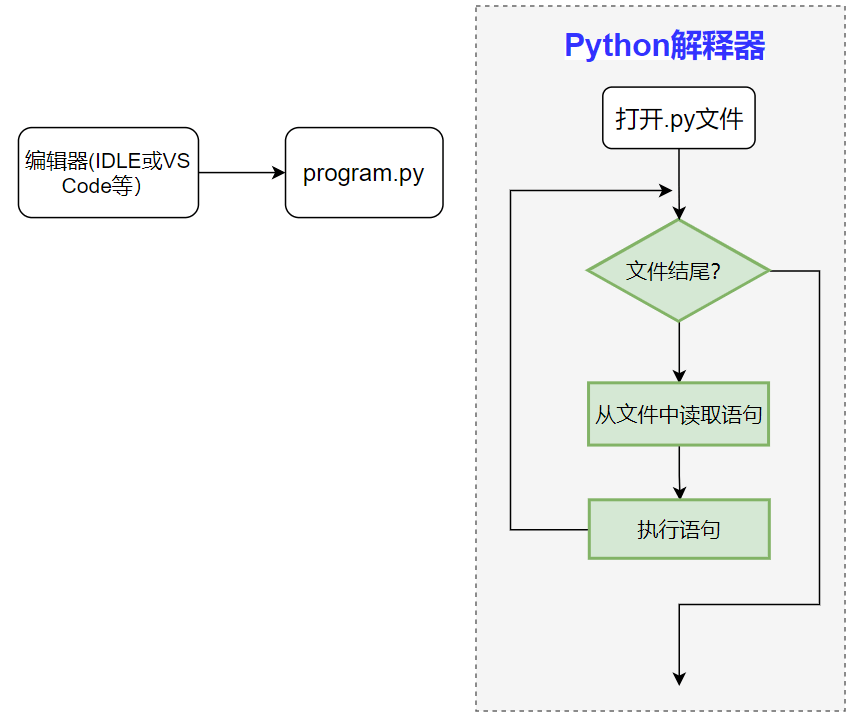 编辑器(IDLE或VS
Code等）
program.py
Python解释器
打开.py文件
文件结尾?
从文件中读取语句
执行语句